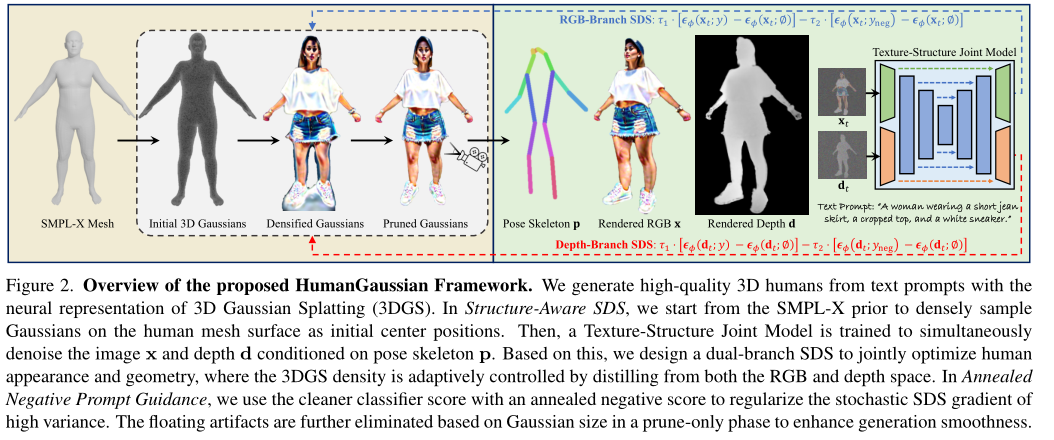 RGB-Branch SDS: τ₁ · [ϵ_ϕ(x_t; y) − ϵ_ϕ(x_t; ∅)] − τ₂ · [ϵ_ϕ(x_t; y_neg) − ϵ_ϕ(x_t; ∅)]
Texture-Structure Joint Model
x_t
d_t
Text Prompt: "A woman wearing a short jean
skirt, a cropped top, and a white sneaker."
SMPL-X Mesh
Initial 3D Gaussians
Densified Gaussians
Pruned Gaussians
Pose Skeleton p
Rendered RGB x
Rendered Depth d
Depth-Branch SDS: τ₁ · [ϵ_ϕ(d_t; y) − ϵ_ϕ(d_t; ∅)] − τ₂ · [ϵ_ϕ(d_t; y_neg) − ϵ_ϕ(d_t; ∅)]
Figure 2. Overview of the proposed HumanGaussian Framework. We generate high-quality 3D humans from text prompts with the
neural representation of 3D Gaussian Splatting (3DGS). In Structure-Aware SDS, we start from the SMPL-X prior to densely sample
Gaussians on the human mesh surface as initial center positions. Then, a Texture-Structure Joint Model is trained to simultaneously
denoise the image x and depth d conditioned on pose skeleton p. Based on this, we design a dual-branch SDS to jointly optimize human
appearance and geometry, where the 3DGS density is adaptively controlled by distilling from both the RGB and depth space. In Annealed
Negative Prompt Guidance, we use the cleaner classifier score with an annealed negative score to regularize the stochastic SDS gradient of
high variance. The floating artifacts are further eliminated based on Gaussian size in a prune-only phase to enhance generation smoothness.